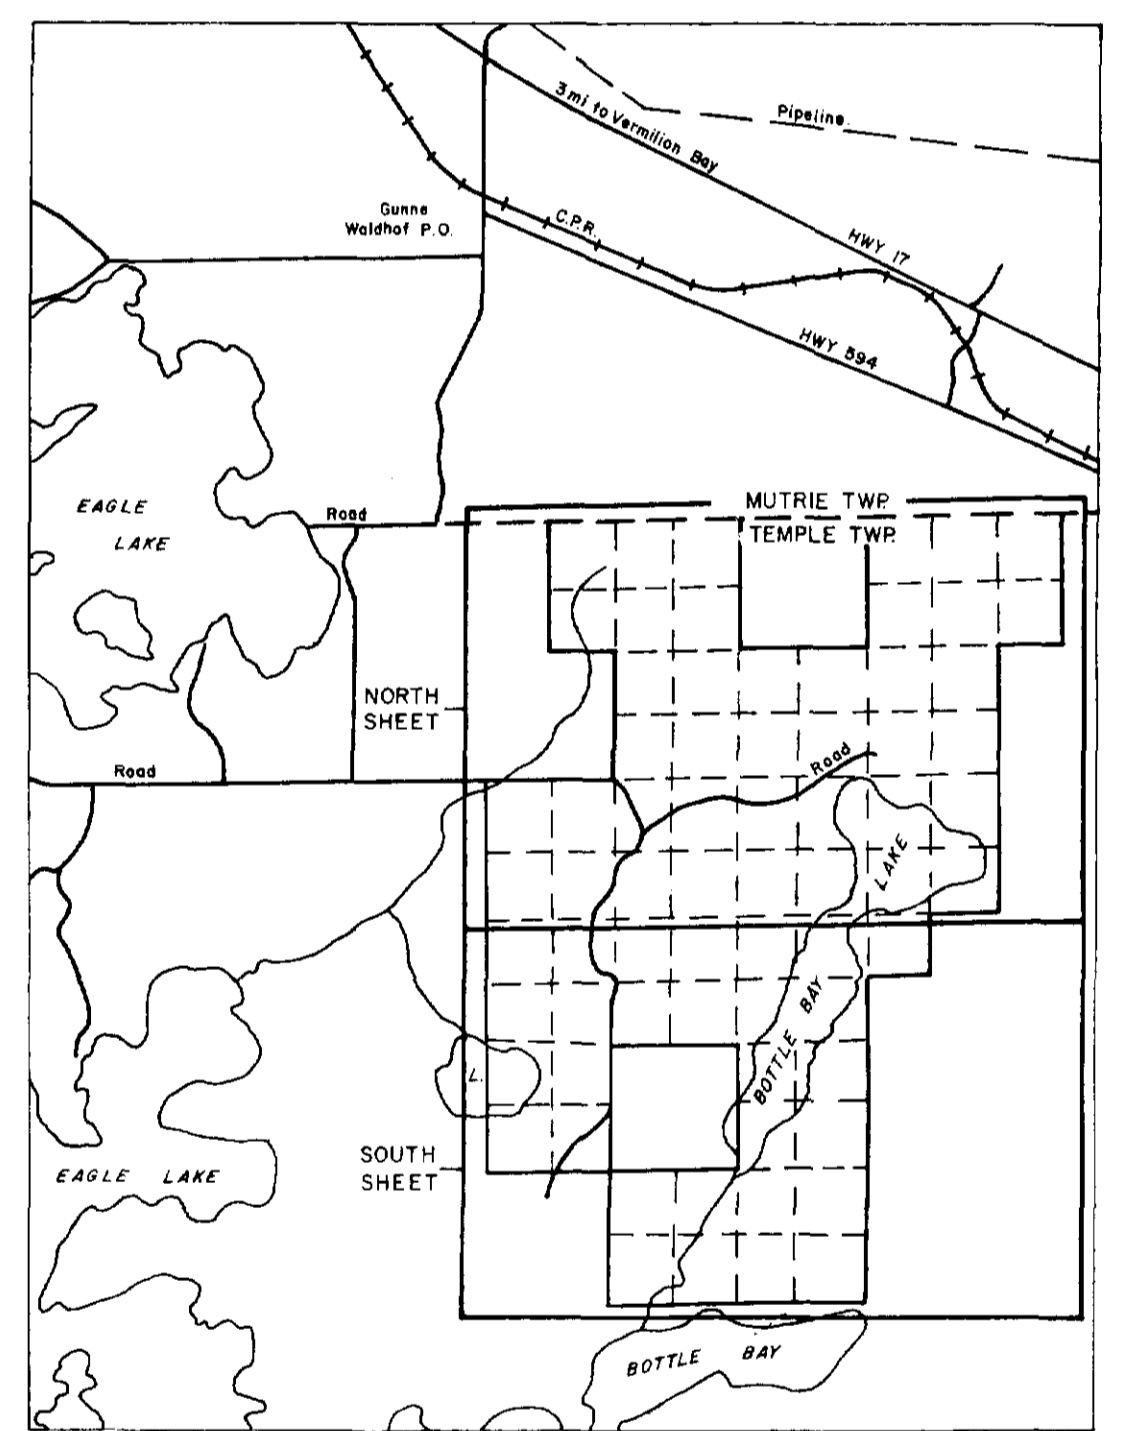 Pipeline
3 mi to Vermilion Bay
Gunne
Waldhof P.O.
C.P.R.
HWY 17
HWY 594
EAGLE
LAKE
Road
MUTRIE TWP.
TEMPLE TWP.
NORTH
SHEET
Road
Road
LAKE
BOTTLE BAY
L.
SOUTH
SHEET
EAGLE LAKE
BOTTLE BAY